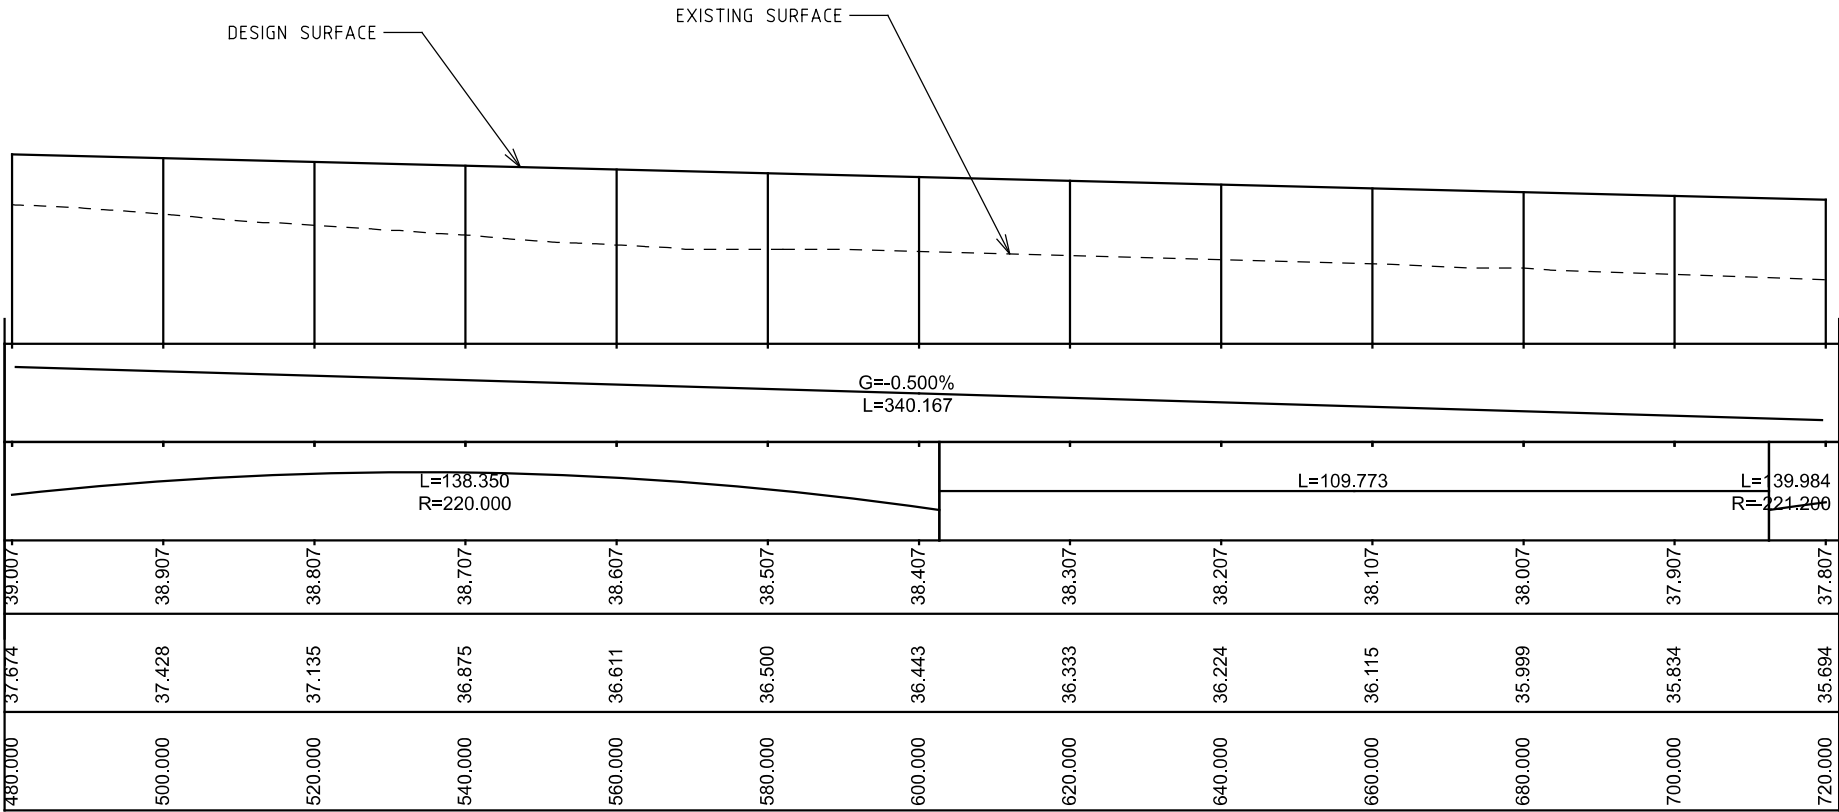 EXISTING SURFACE
DESIGN SURFACE
G=-0.500%
L=340.167
L=138.350
R=220.000
L=109.773
L=139.984
R=-221.200
39.007 38.907 38.807 38.707 38.607 38.507 38.407 38.307 38.207 38.107 38.007 37.907 37.807
37.674 37.428 37.135 36.875 36.611 36.500 36.443 36.333 36.224 36.115 35.999 35.834 35.694
480.000 500.000 520.000 540.000 560.000 580.000 600.000 620.000 640.000 660.000 680.000 700.000 720.000